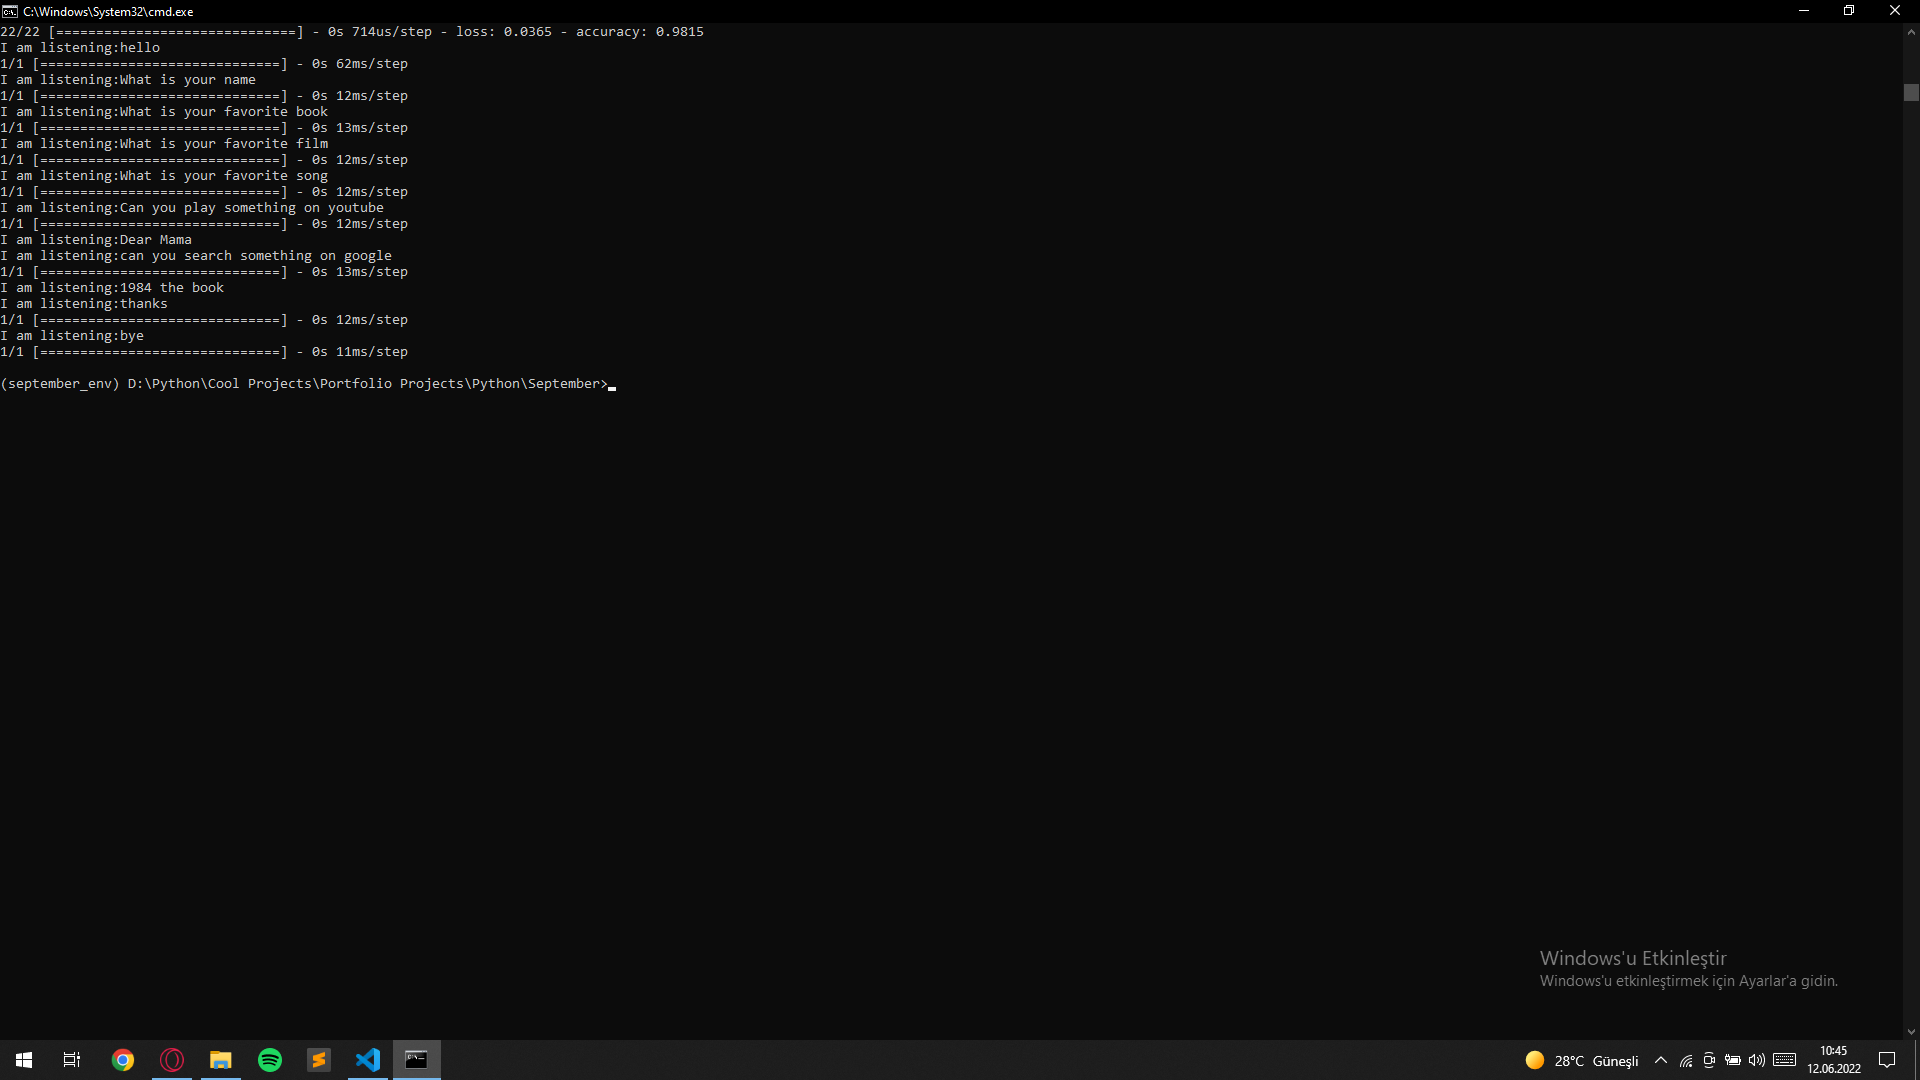 C:\Windows\System32\cmd.exe
22/22 [==============================] - 0s 714us/step - loss: 0.0365 - accuracy: 0.9815
I am listening:hello
1/1 [==============================] - 0s 62ms/step
I am listening:What is your name
1/1 [==============================] - 0s 12ms/step
I am listening:What is your favorite book
1/1 [==============================] - 0s 13ms/step
I am listening:What is your favorite film
1/1 [==============================] - 0s 12ms/step
I am listening:What is your favorite song
1/1 [==============================] - 0s 12ms/step
I am listening:Can you play something on youtube
1/1 [==============================] - 0s 12ms/step
I am listening:Dear Mama
I am listening:can you search something on google
1/1 [==============================] - 0s 13ms/step
I am listening:1984 the book
I am listening:thanks
1/1 [==============================] - 0s 12ms/step
I am listening:bye
1/1 [==============================] - 0s 11ms/step
(september_env) D:\Python\Cool Projects\Portfolio Projects\Python\September>
Windows'u Etkinleştir
Windows'u etkinleştirmek için Ayarlar'a gidin.
28°C Güneşli
10:45
12.06.2022